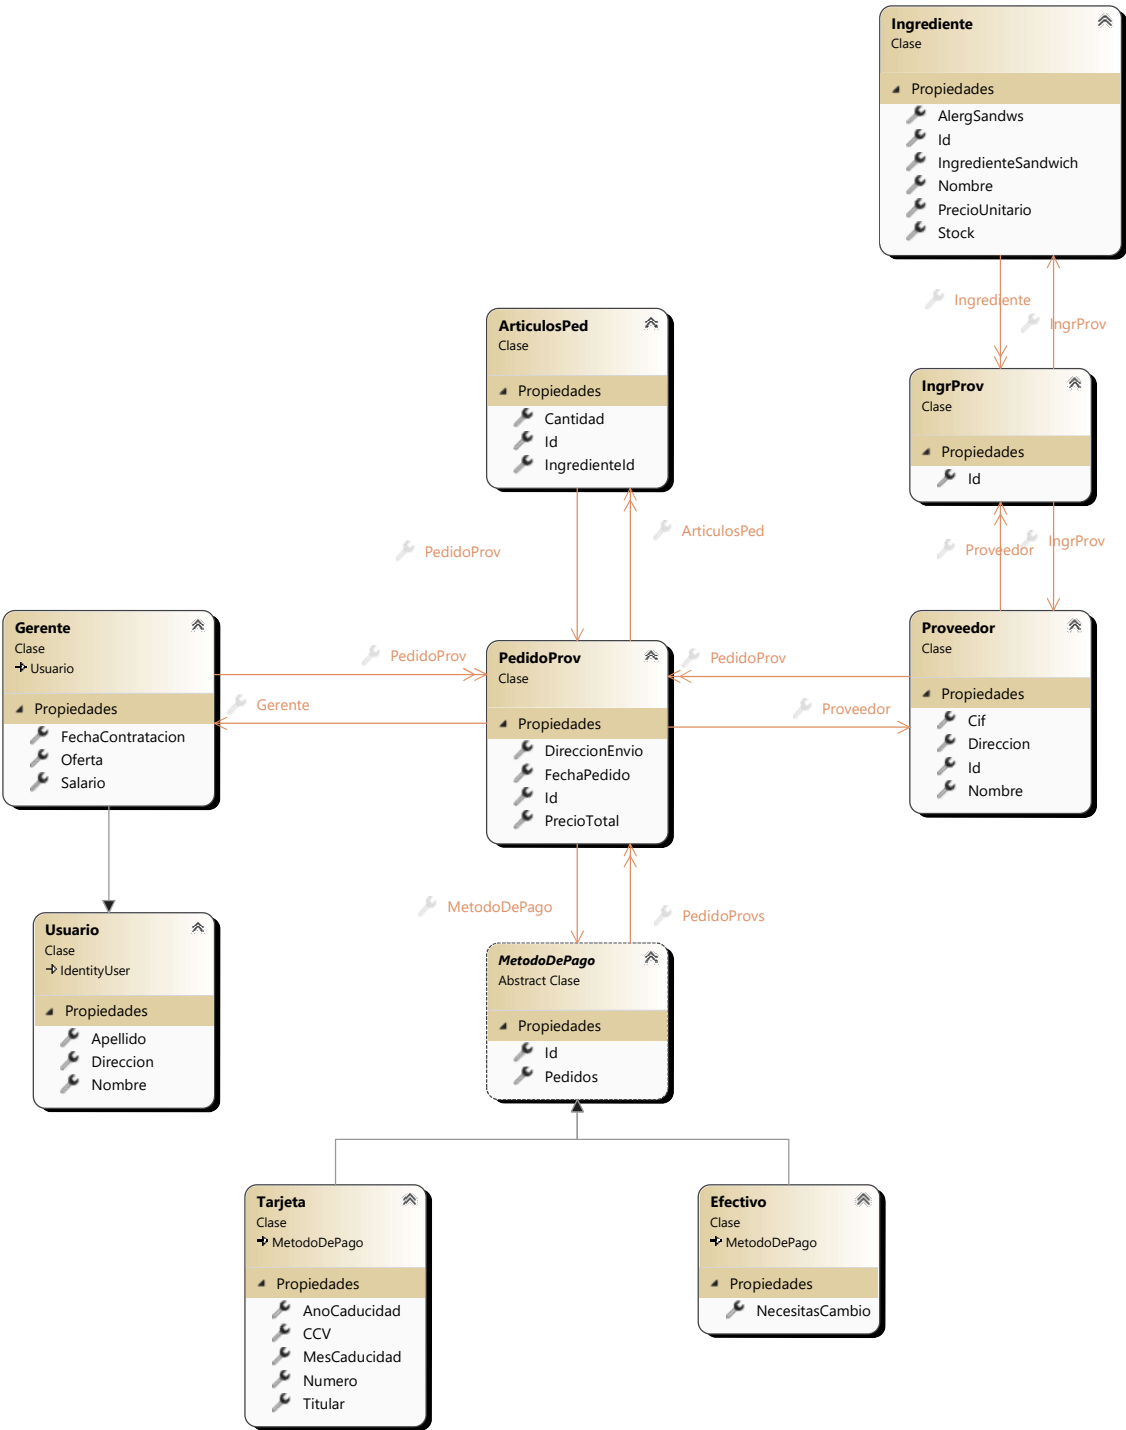 Ingrediente
Clase
Propiedades
AlergSandws
Id
IngredienteSandwich
Nombre
PrecioUnitario
Stock
Ingrediente
IngrProv
ArticulosPed
Clase
Propiedades
Cantidad
Id
IngredienteId
IngrProv
Clase
Propiedades
Id
PedidoProv
ArticulosPed
Proveedor
IngrProv
Gerente
Clase
Usuario
Propiedades
FechaContratacion
Oferta
Salario
PedidoProv
Gerente
PedidoProv
Clase
Propiedades
DireccionEnvio
FechaPedido
Id
PrecioTotal
PedidoProv
Proveedor
Proveedor
Clase
Propiedades
Cif
Direccion
Id
Nombre
MetodoDePago
PedidoProvs
Usuario
Clase
IdentityUser
Propiedades
Apellido
Direccion
Nombre
MetodoDePago
Abstract Clase
Propiedades
Id
Pedidos
Tarjeta
Clase
MetodoDePago
Propiedades
AnoCaducidad
CCV
MesCaducidad
Numero
Titular
Efectivo
Clase
MetodoDePago
Propiedades
NecesitasCambio